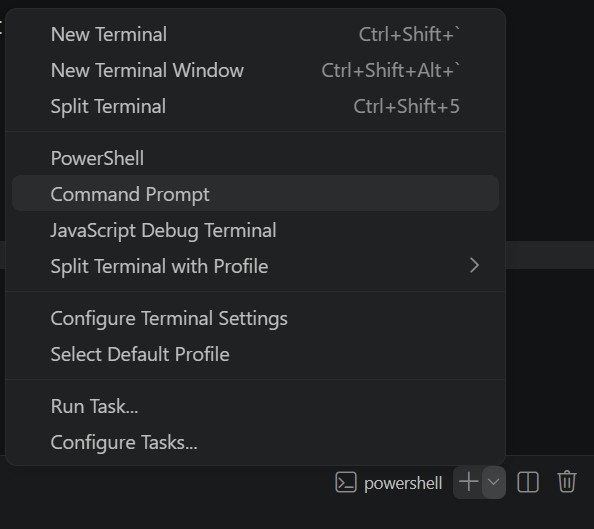 New Terminal Ctrl+Shift+`
New Terminal Window Ctrl+Shift+Alt+`
Split Terminal Ctrl+Shift+5
PowerShell
Command Prompt
JavaScript Debug Terminal
Split Terminal with Profile
Configure Terminal Settings
Select Default Profile
Run Task...
Configure Tasks...
powershell